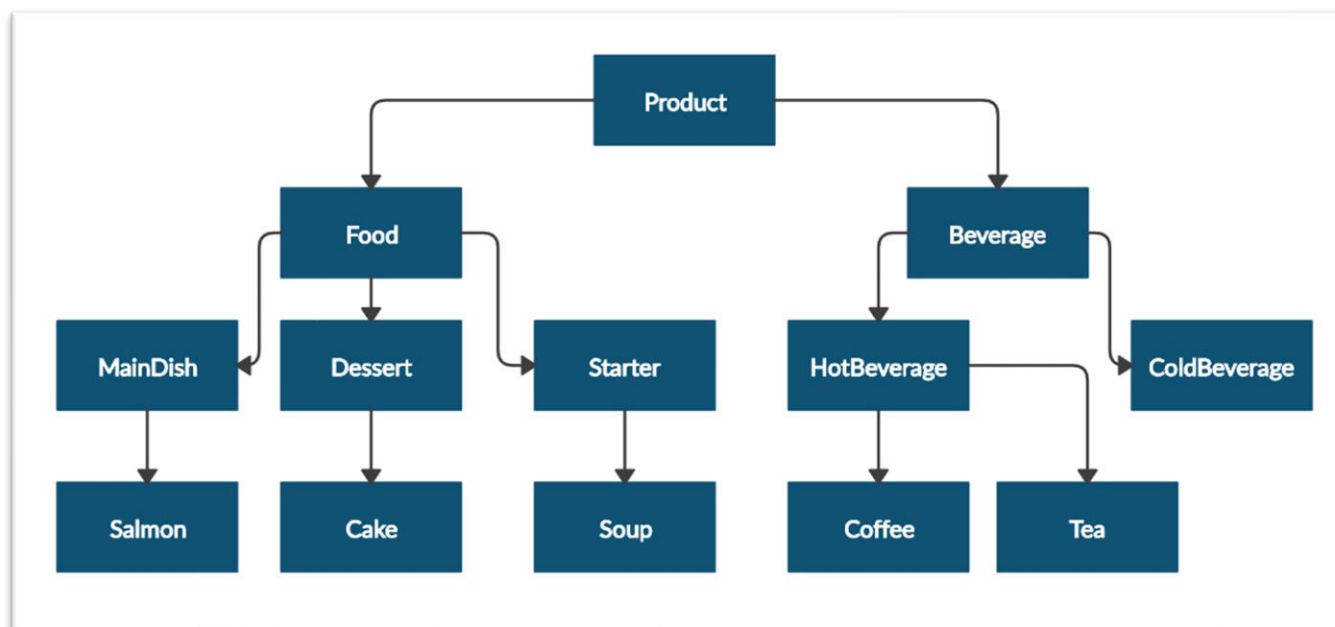 Product
Food
Beverage
MainDish
Dessert
Starter
HotBeverage
ColdBeverage
Salmon
Cake
Soup
Coffee
Tea